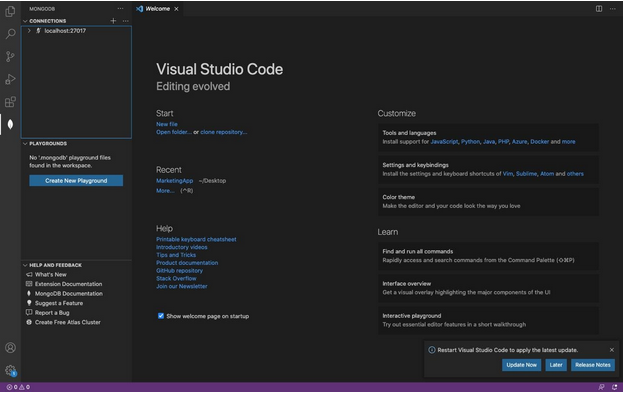 MONGODB
CONNECTIONS
localhost:27017
PLAYGROUNDS
No '.mongodb' playground files
found in the workspace.
Create New Playground
HELP AND FEEDBACK
What's New
Extension Documentation
MongoDB Documentation
Suggest a Feature
Report a Bug
Create Free Atlas Cluster
Welcome
Visual Studio Code
Editing evolved
Start
New file
Open folder... or clone repository...
Recent
MarketingApp ~/Desktop
More... (^R)
Help
Printable keyboard cheatsheet
Introductory videos
Tips and Tricks
Product documentation
GitHub repository
Stack Overflow
Join our Newsletter
Show welcome page on startup
Customize
Tools and languages
Install support for JavaScript, Python, Java, PHP, Azure, Docker and more
Settings and keybindings
Install the settings and keyboard shortcuts of Vim, Sublime, Atom and others
Color theme
Make the editor and your code look the way you love
Learn
Find and run all commands
Rapidly access and search commands from the Command Palette (⇧⌘P)
Interface overview
Get a visual overlay highlighting the major components of the UI
Interactive playground
Try out essential editor features in a short walkthrough
Restart Visual Studio Code to apply the latest update.
Update Now
Later
Release Notes
0 0